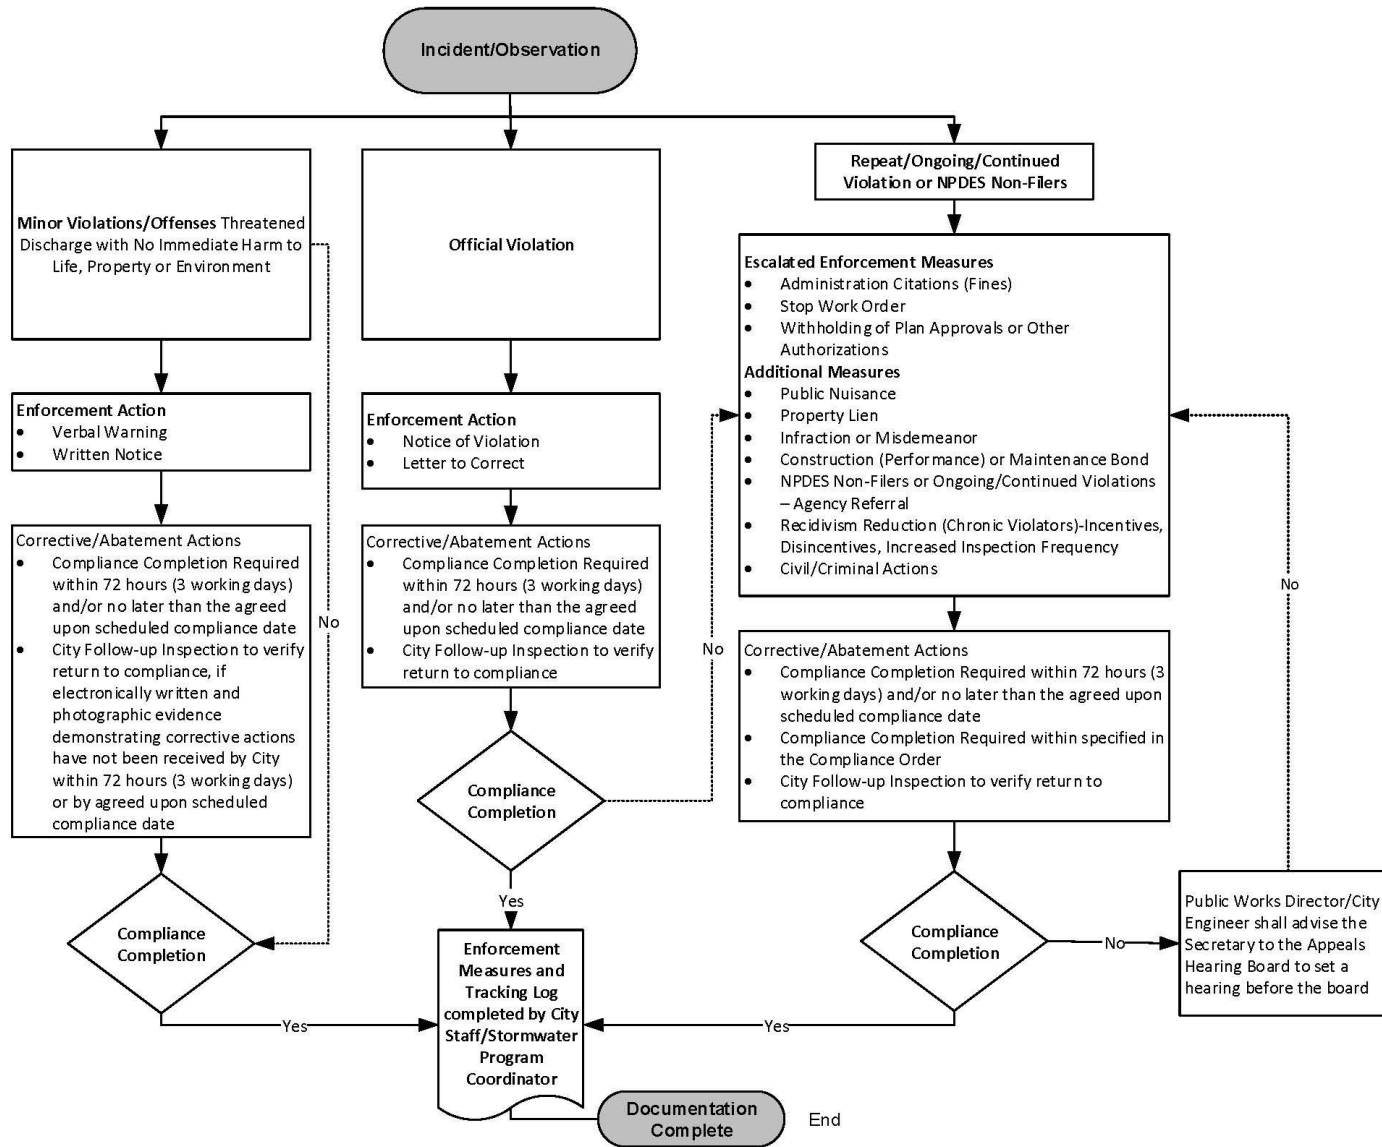 Incident/Observation
Minor Violations/Offenses Threatened
Discharge with No Immediate Harm to
Life, Property or Environment
Official Violation
Repeat/Ongoing/Continued
Violation or NPDES Non-Filers
Enforcement Action
• Verbal Warning
• Written Notice
Enforcement Action
• Notice of Violation
• Letter to Correct
Escalated Enforcement Measures
• Administration Citations (Fines)
• Stop Work Order
• Withholding of Plan Approvals or Other
Authorizations
Additional Measures
• Public Nuisance
• Property Lien
• Infraction or Misdemeanor
• Construction (Performance) or Maintenance Bond
• NPDES Non-Filers or Ongoing/Continued Violations
– Agency Referral
• Recidivism Reduction (Chronic Violators)-Incentives,
Disincentives, Increased Inspection Frequency
• Civil/Criminal Actions
Corrective/Abatement Actions
• Compliance Completion Required
within 72 hours (3 working days)
and/or no later than the agreed
upon scheduled compliance date
• City Follow-up Inspection to verify
return to compliance, if
electronically written and
photographic evidence
demonstrating corrective actions
have not been received by City
within 72 hours (3 working days)
or by agreed upon scheduled
compliance date
No
Corrective/Abatement Actions
• Compliance Completion Required
within 72 hours (3 working days)
and/or no later than the agreed
upon scheduled compliance date
• City Follow-up Inspection to verify
return to compliance
No
Corrective/Abatement Actions
• Compliance Completion Required within 72 hours (3
working days) and/or no later than the agreed upon
scheduled compliance date
• Compliance Completion Required within specified in
the Compliance Order
• City Follow-up Inspection to verify return to
compliance
No
Compliance
Completion
Yes
Compliance
Completion
Yes
Compliance
Completion
No
Yes
Public Works Director/City
Engineer shall advise the
Secretary to the Appeals
Hearing Board to set a
hearing before the board
Enforcement
Measures and
Tracking Log
completed by City
Staff/Stormwater
Program
Coordinator
Documentation
Complete
End